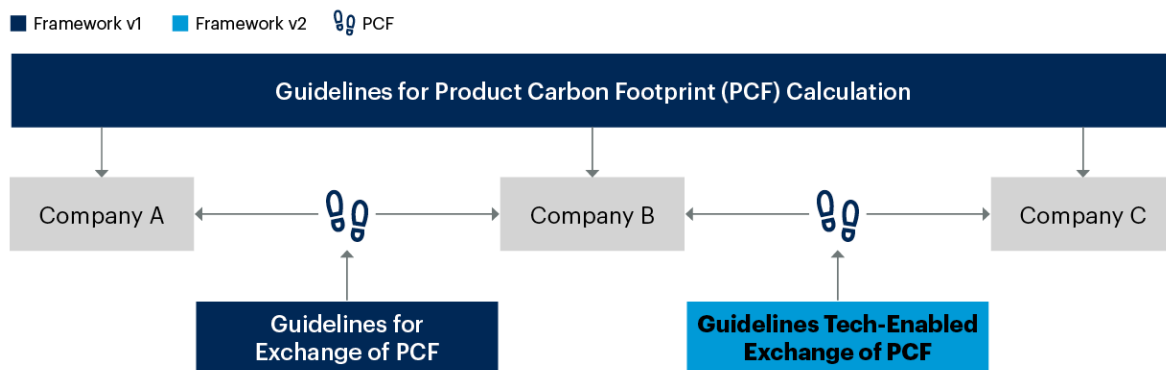 Framework v1 Framework v2 PCF
Guidelines for Product Carbon Footprint (PCF) Calculation
Company A Company B Company C
Guidelines for
Exchange of PCF
Guidelines Tech-Enabled
Exchange of PCF